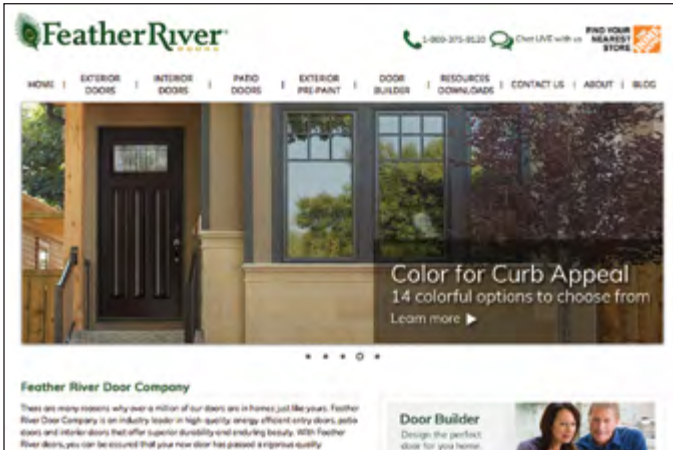 FeatherRiver
DOORS
1-800-375-8120
Chat LIVE with us
FIND YOUR
NEAREST
STORE
HOME | EXTERIOR DOORS | INTERIOR DOORS | PATIO DOORS | EXTERIOR PRE-PAINT | DOOR BUILDER | RESOURCES DOWNLOADS | CONTACT US | ABOUT | BLOG
Color for Curb Appeal
14 colorful options to choose from
Learn more
Feather River Door Company
There are many reasons why over a million of our doors are in homes just like yours. Feather
River Door Company is an industry leader in high quality, energy efficient entry doors, patio
doors and interior doors that offer superior durability and enduring beauty. With Feather
River doors, you can be assured that your new door has passed a rigorous quality
Door Builder
Design the perfect
door for you home.